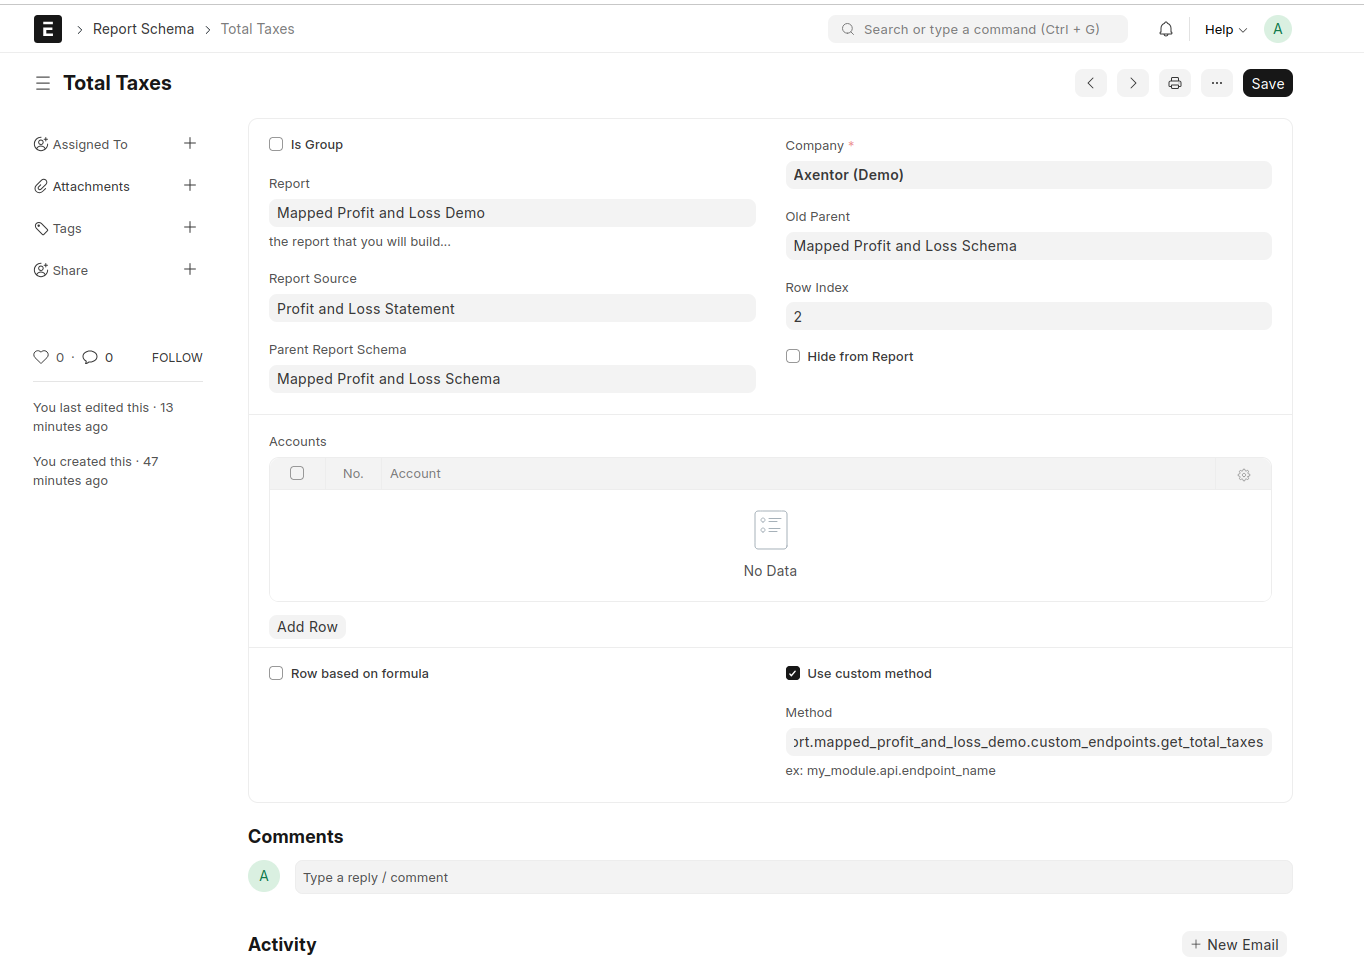 E
Report Schema
Total Taxes
Search or type a command (Ctrl + G)
Help
A
Total Taxes
Save
Assigned To
Attachments
Tags
Share
0 · 0
FOLLOW
You last edited this · 13
minutes ago
You created this · 47
minutes ago
Is Group
Report
Mapped Profit and Loss Demo
the report that you will build...
Report Source
Profit and Loss Statement
Parent Report Schema
Mapped Profit and Loss Schema
Company *
Axentor (Demo)
Old Parent
Mapped Profit and Loss Schema
Row Index
2
Hide from Report
Accounts
No.
Account
No Data
Add Row
Row based on formula
Use custom method
Method
ort.mapped_profit_and_loss_demo.custom_endpoints.get_total_taxes
ex: my_module.api.endpoint_name
Comments
A
Type a reply / comment
Activity
+ New Email